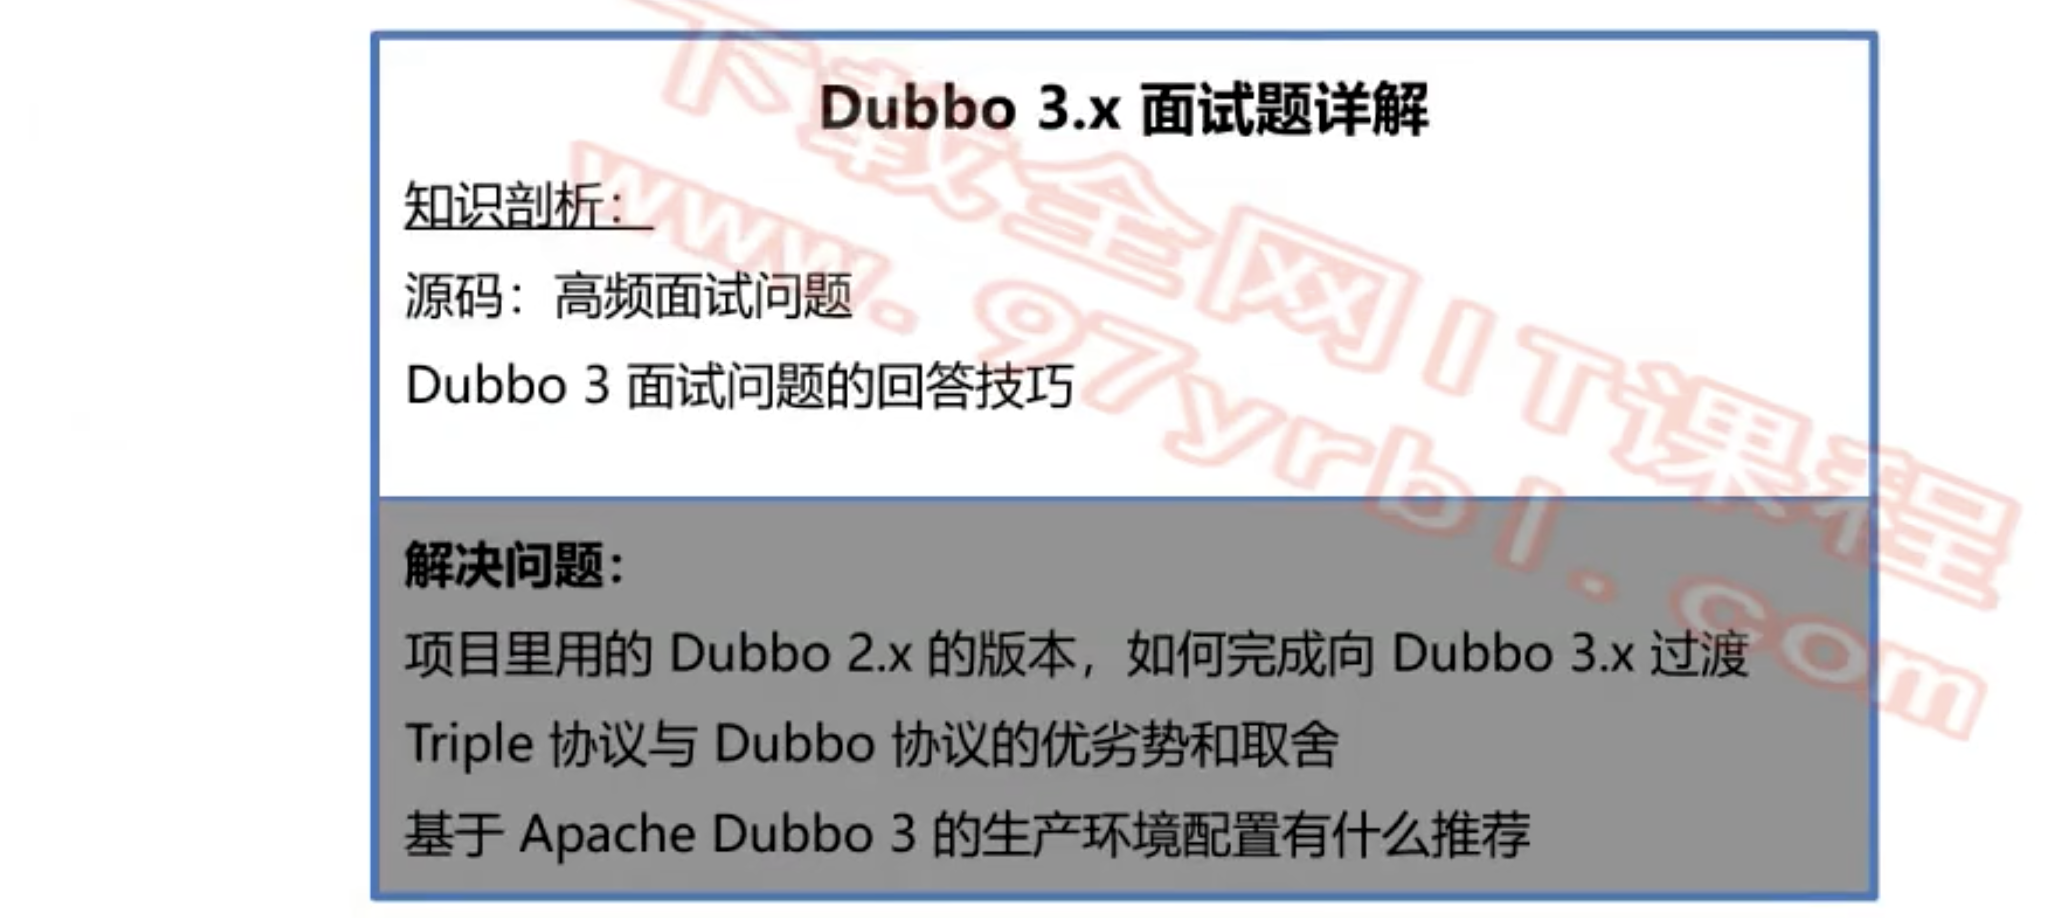 Dubbo 3.x 面试题详解
知识剖析：
源码：高频面试问题
Dubbo 3 面试问题的回答技巧
解决问题：
项目里用的 Dubbo 2.x 的版本，如何完成向 Dubbo 3.x 过渡
Triple 协议与 Dubbo 协议的优劣势和取舍
基于 Apache Dubbo 3 的生产环境配置有什么推荐
下载全网IT课程
www.97yrbl.com